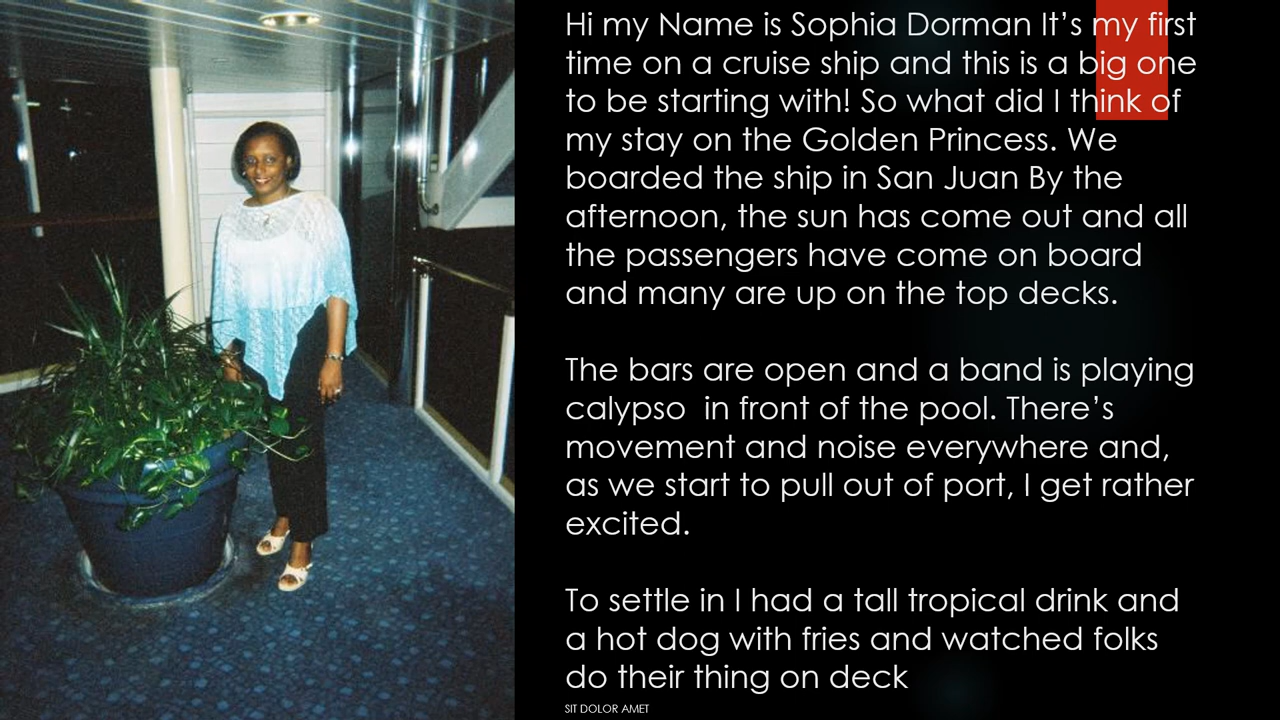 Hi my Name is Sophia Dorman It’s my first
time on a cruise ship and this is a big one
to be starting with! So what did I think of
my stay on the Golden Princess. We
boarded the ship in San Juan By the
afternoon, the sun has come out and all
the passengers have come on board
and many are up on the top decks.
The bars are open and a band is playing
calypso  in front of the pool. There’s
movement and noise everywhere and,
as we start to pull out of port, I get rather
excited.
To settle in I had a tall tropical drink and
a hot dog with fries and watched folks
do their thing on deck
SIT DOLOR AMET